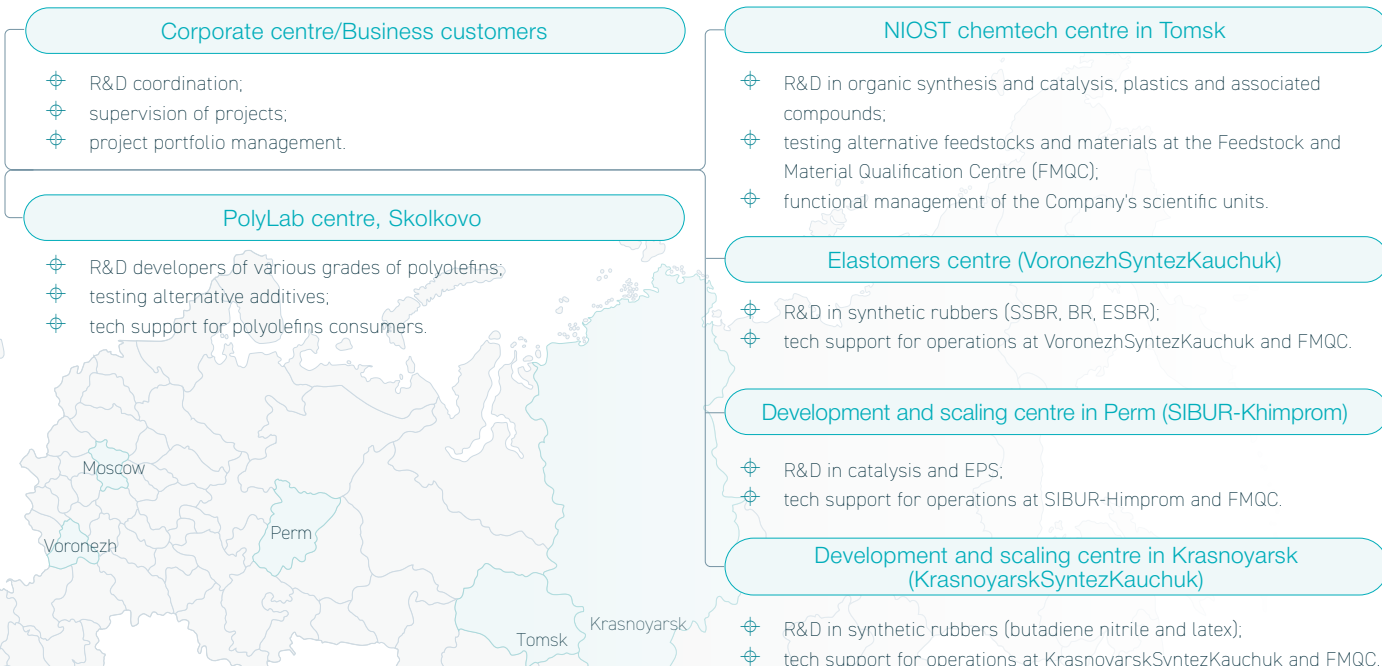 Corporate centre/Business customers
R&D coordination;
supervision of projects;
project portfolio management.
PolyLab centre, Skolkovo
R&D developers of various grades of polyolefins;
testing alternative additives;
tech support for polyolefins consumers.
NIOST chemtech centre in Tomsk
R&D in organic synthesis and catalysis, plastics and associated
compounds;
testing alternative feedstocks and materials at the Feedstock and
Material Qualification Centre (FMQC);
functional management of the Company's scientific units.
Elastomers centre (VoronezhSyntezKauchuk)
R&D in synthetic rubbers (SSBR, BR, ESBR);
tech support for operations at VoronezhSyntezKauchuk and FMQC.
Development and scaling centre in Perm (SIBUR-Khimprom)
R&D in catalysis and EPS;
tech support for operations at SIBUR-Himprom and FMQC.
Development and scaling centre in Krasnoyarsk
(KrasnoyarskSyntezKauchuk)
R&D in synthetic rubbers (butadiene nitrile and latex);
tech support for operations at KrasnoyarskSyntezKauchuk and FMQC.
Moscow
Voronezh
Perm
Tomsk
Krasnoyarsk